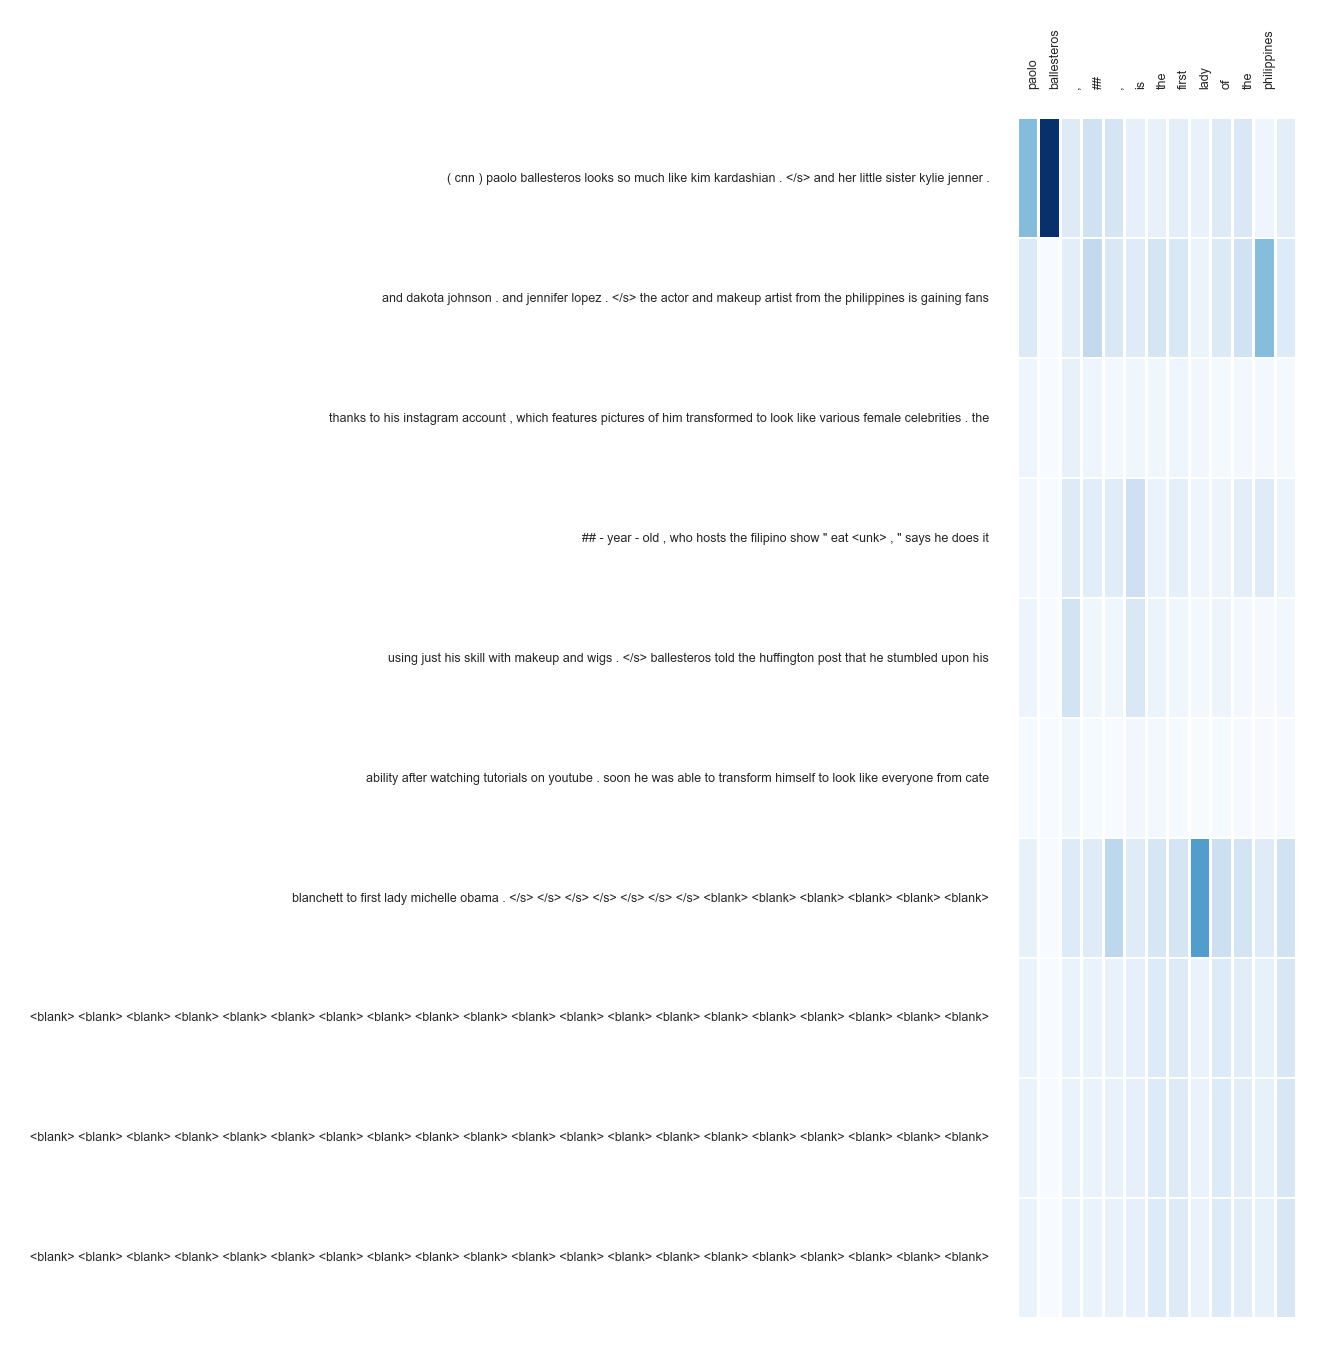 paolo
ballesteros
,
##
,
is
the
first
lady
of
the
philippines
( cnn ) paolo ballesteros looks so much like kim kardashian . </s> and her little sister kylie jenner .
and dakota johnson . and jennifer lopez . </s> the actor and makeup artist from the philippines is gaining fans
thanks to his instagram account , which features pictures of him transformed to look like various female celebrities . the
## - year - old , who hosts the filipino show " eat <unk> , " says he does it
using just his skill with makeup and wigs . </s> ballesteros told the huffington post that he stumbled upon his
ability after watching tutorials on youtube . soon he was able to transform himself to look like everyone from cate
blanchett to first lady michelle obama . </s> </s> </s> </s> </s> </s> </s> <blank> <blank> <blank> <blank> <blank> <blank>
<blank> <blank> <blank> <blank> <blank> <blank> <blank> <blank> <blank> <blank> <blank> <blank> <blank> <blank> <blank> <blank> <blank> <blank> <blank> <blank>
<blank> <blank> <blank> <blank> <blank> <blank> <blank> <blank> <blank> <blank> <blank> <blank> <blank> <blank> <blank> <blank> <blank> <blank> <blank> <blank>
<blank> <blank> <blank> <blank> <blank> <blank> <blank> <blank> <blank> <blank> <blank> <blank> <blank> <blank> <blank> <blank> <blank> <blank> <blank> <blank>